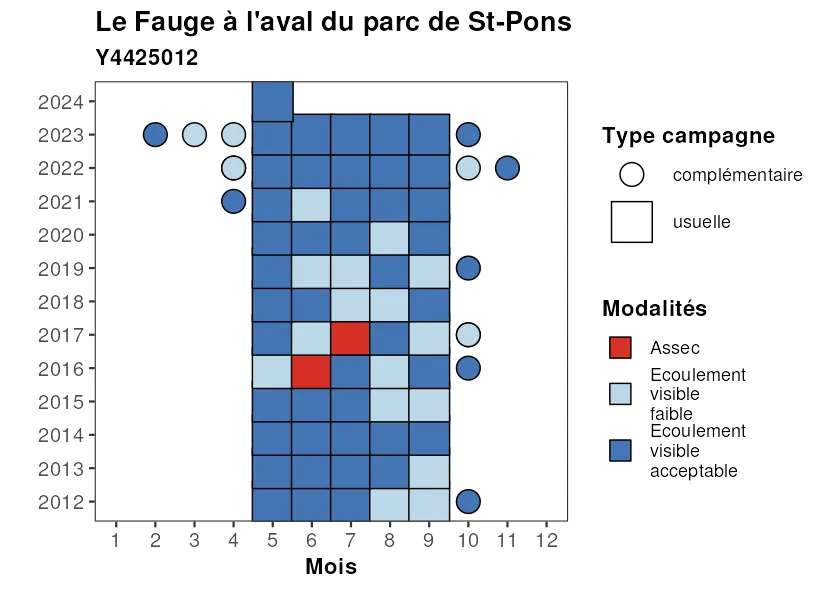 Le Fauge à l'aval du parc de St-Pons
Y4425012
2024
2023
2022
2021
2020
2019
2018
2017
2016
2015
2014
2013
2012
1 2 3 4 5 6 7 8 9 10 11 12
Mois
Type campagne
complémentaire
usuelle
Modalités
Assec
Ecoulement
visible
faible
Ecoulement
visible
acceptable